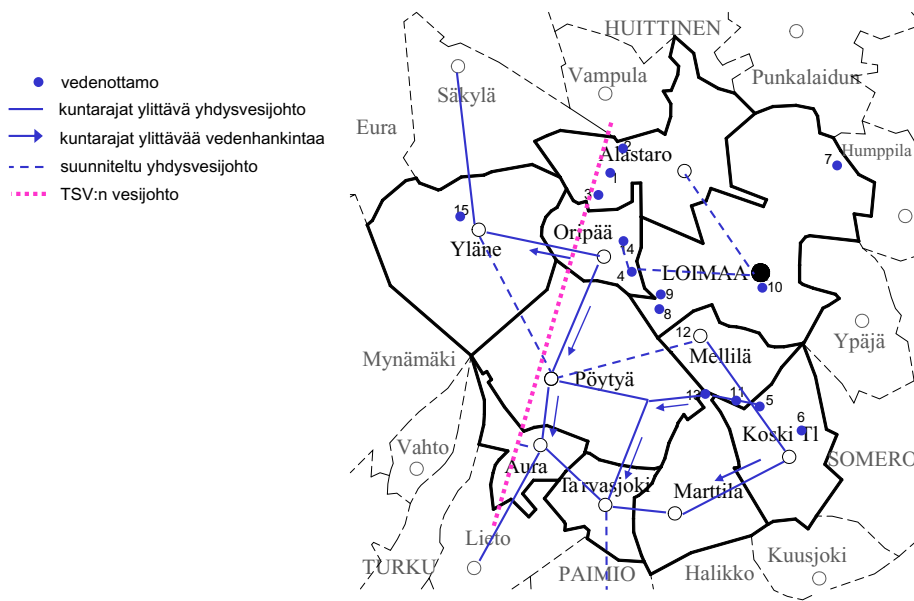 vedenottamo
kuntarajat ylittävä yhdysvesijohto
kuntarajat ylittävää vedenhankintaa
suunniteltu yhdysvesijohto
TSV:n vesijohto
HUITTINEN
Vampula
Punkalaidun
Säkylä
Eura
Humppila
2
Alastaro
7
1
3
15
Oripää
14
Yläne
4
LOIMAA
10
9
8
Ypäjä
12
Mynämäki
Mellilä
Pöytyä
13
11
5
6
Koski Tl
Vahto
Aura
SOMERO
Tarvasjoki
Marttila
Lieto
Kuusjoki
TURKU
PAIMIO
Halikko